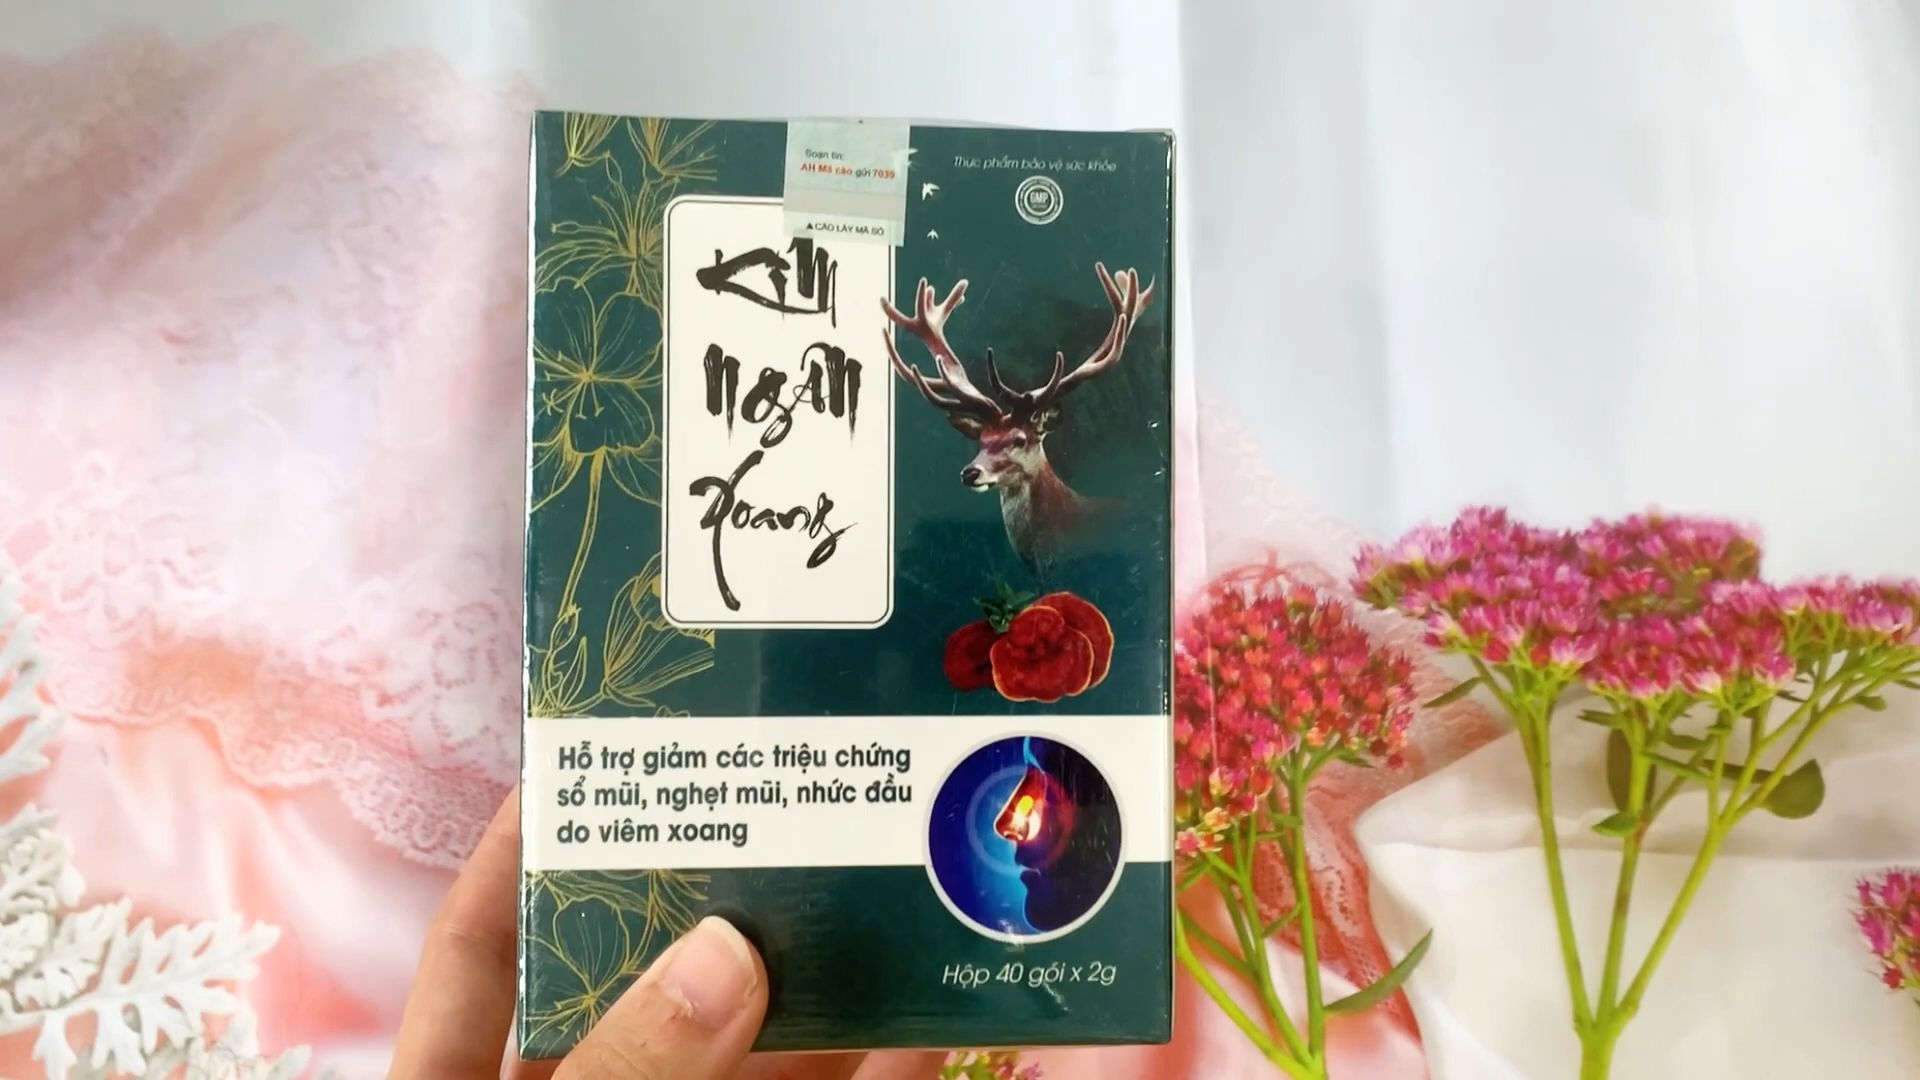 Soạn tin:
AH Mã cào gửi 7039
▲CÀO LẤY MÃ SỐ
Thực phẩm bảo vệ sức khỏe
GMP
Kim
Ngân
Xoang
Hỗ trợ giảm các triệu chứng
sổ mũi, nghẹt mũi, nhức đầu
do viêm xoang
Hộp 40 gói x 2g